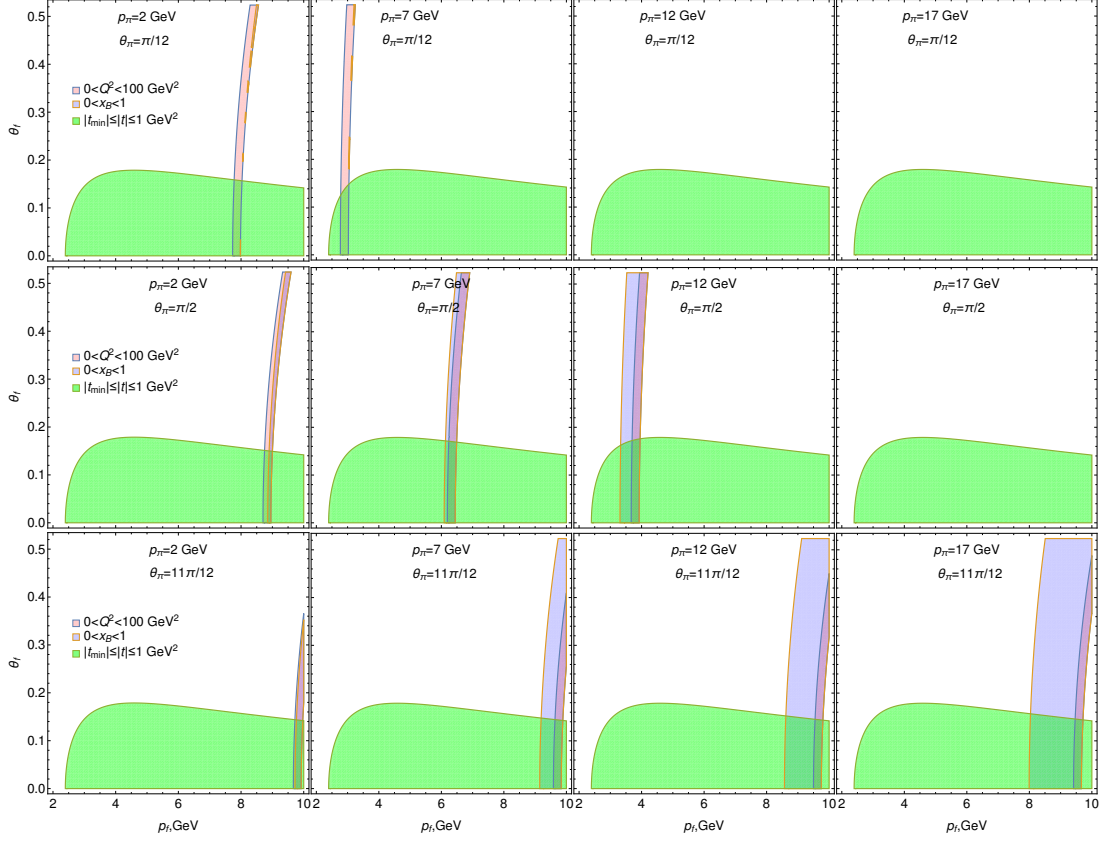 p_π=2 GeV
θ_π=π/12
0<Q²<100 GeV²
0<x_B<1
|t_min|≤|t|≤1 GeV²
θ_f
0.5
0.4
0.3
0.2
0.1
0.0
p_π=7 GeV
θ_π=π/12
p_π=12 GeV
θ_π=π/12
p_π=17 GeV
θ_π=π/12
p_π=2 GeV
θ_π=π/2
0<Q²<100 GeV²
0<x_B<1
|t_min|≤|t|≤1 GeV²
θ_f
0.5
0.4
0.3
0.2
0.1
0.0
p_π=7 GeV
θ_π=π/2
p_π=12 GeV
θ_π=π/2
p_π=17 GeV
θ_π=π/2
p_π=2 GeV
θ_π=11π/12
0<Q²<100 GeV²
0<x_B<1
|t_min|≤|t|≤1 GeV²
θ_f
0.5
0.4
0.3
0.2
0.1
0.0
p_π=7 GeV
θ_π=11π/12
p_π=12 GeV
θ_π=11π/12
p_π=17 GeV
θ_π=11π/12
2 4 6 8 10
2 4 6 8 10
2 4 6 8 10
2 4 6 8 10
p_f,GeV
p_f,GeV
p_f,GeV
p_f,GeV